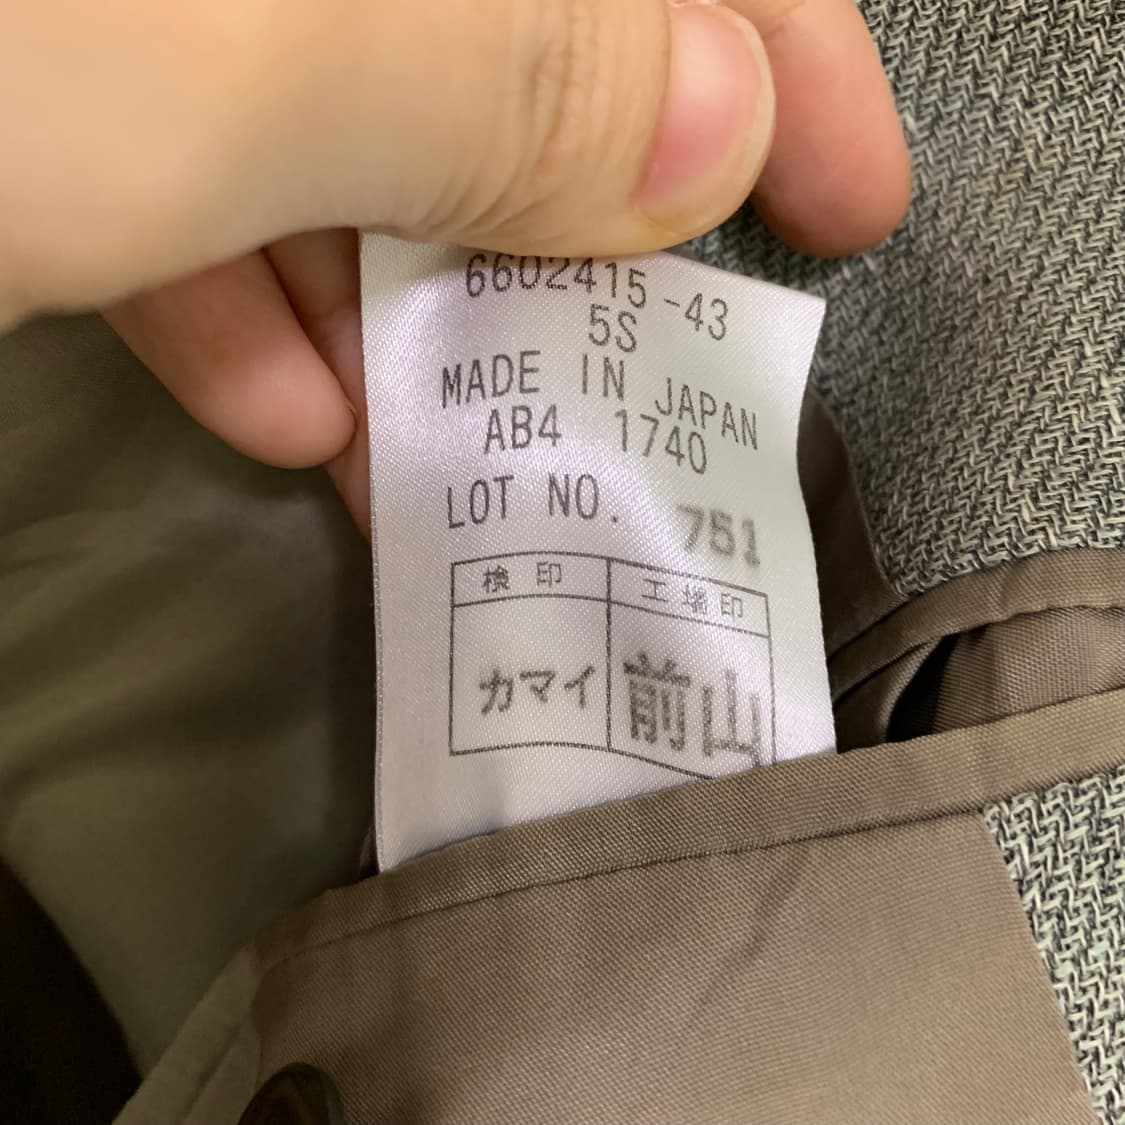 6602415-43
5S
MADE IN JAPAN
AB4 1740
LOT NO. 751
検印 工場印
カマイ 前山